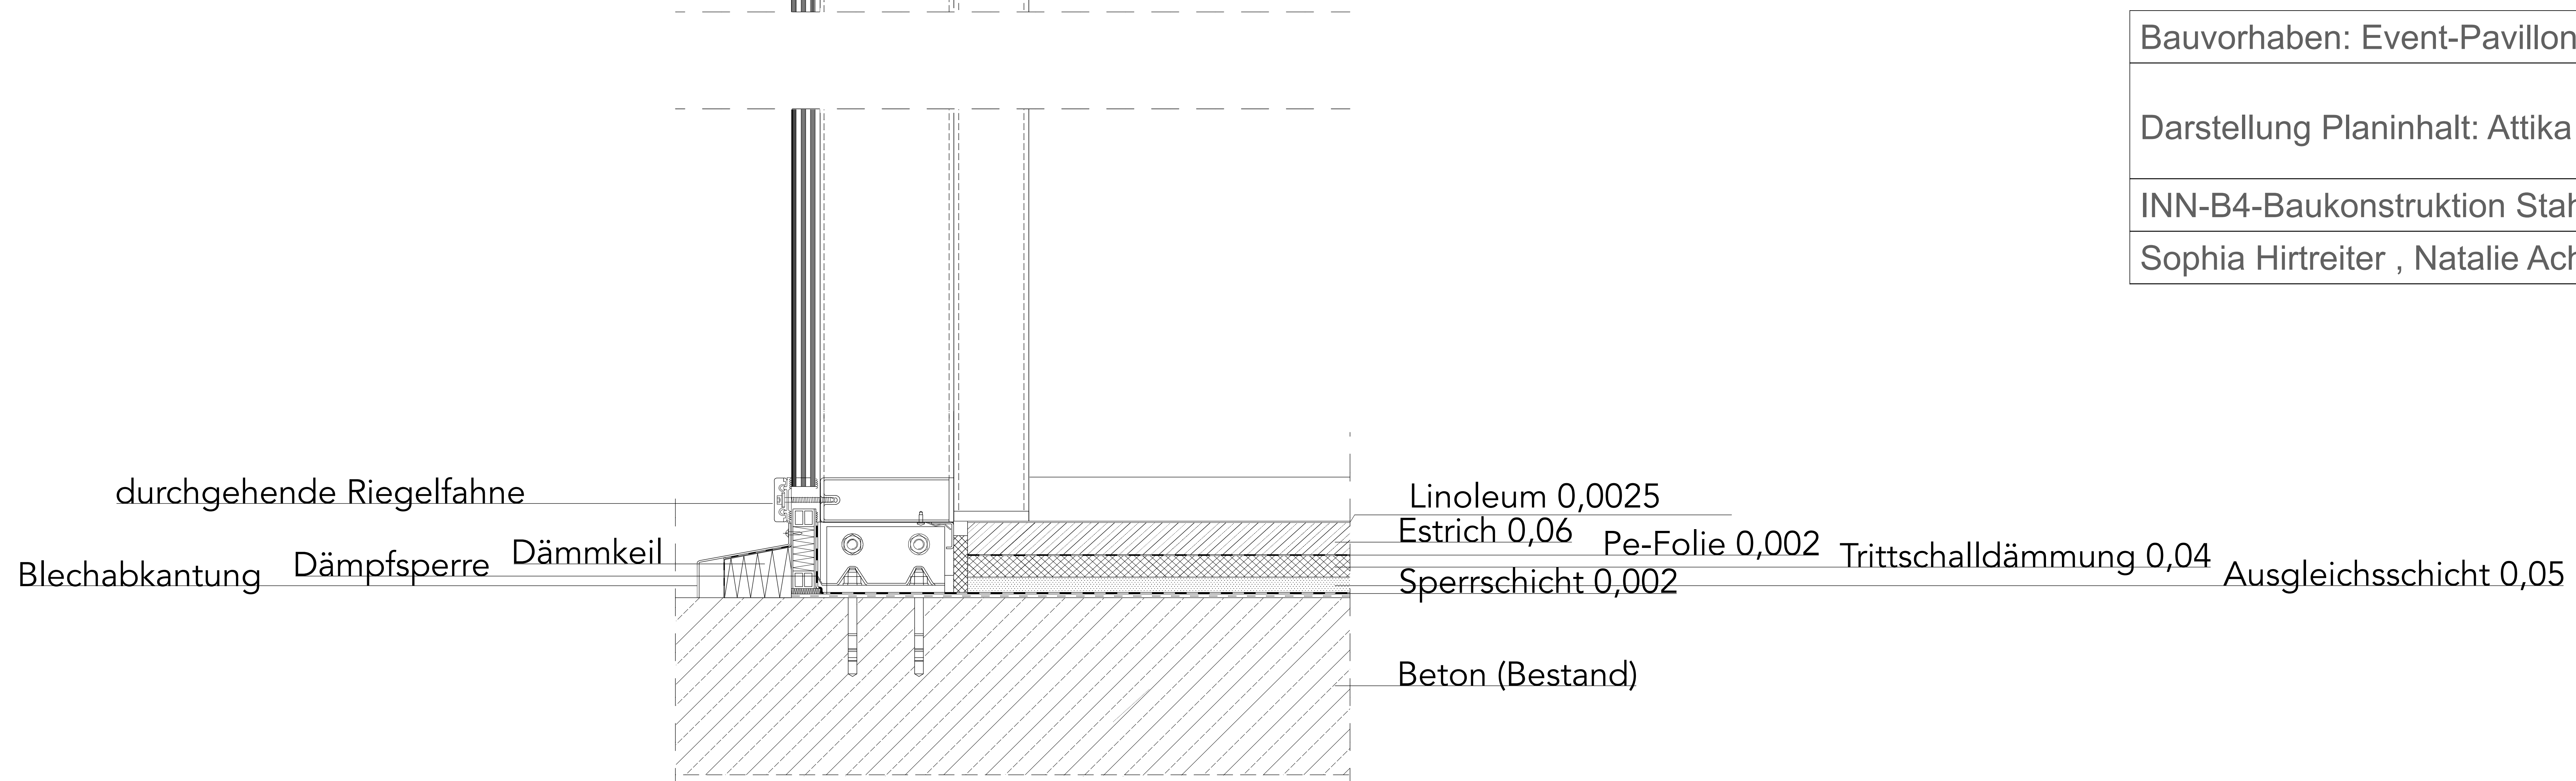 Bauvorhaben: Event-Pavillon
Darstellung Planinhalt: Attika
INN-B4-Baukonstruktion
Sophia Hirtreiter , Natalie
durchgehende Riegelfahne
Dämmkeil
Dämpfsperre
Blechabkantung
Linoleum 0,0025
Estrich 0,06
Pe-Folie 0,002
Trittschalldämmung 0,04
Ausgleichsschicht 0,05
Sperrschicht 0,002
Beton (Bestand)